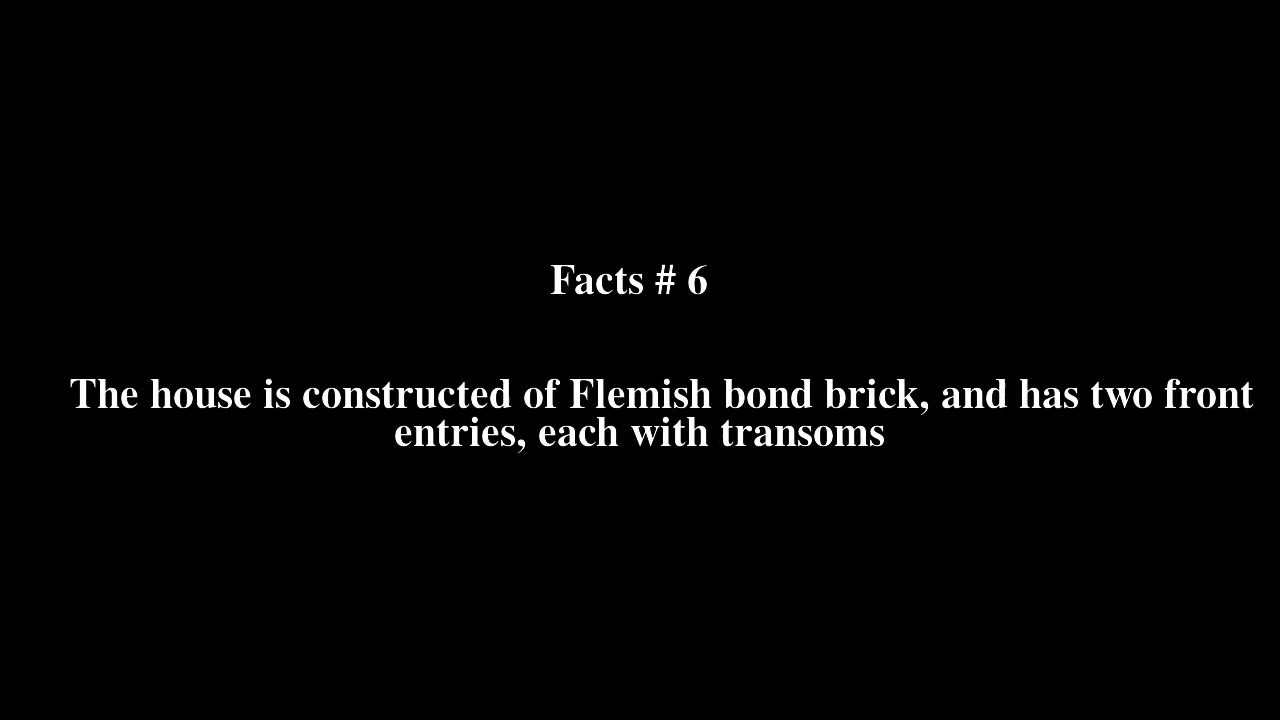 Facts # 6
The house is constructed of Flemish bond brick, and has two front
entries, each with transoms